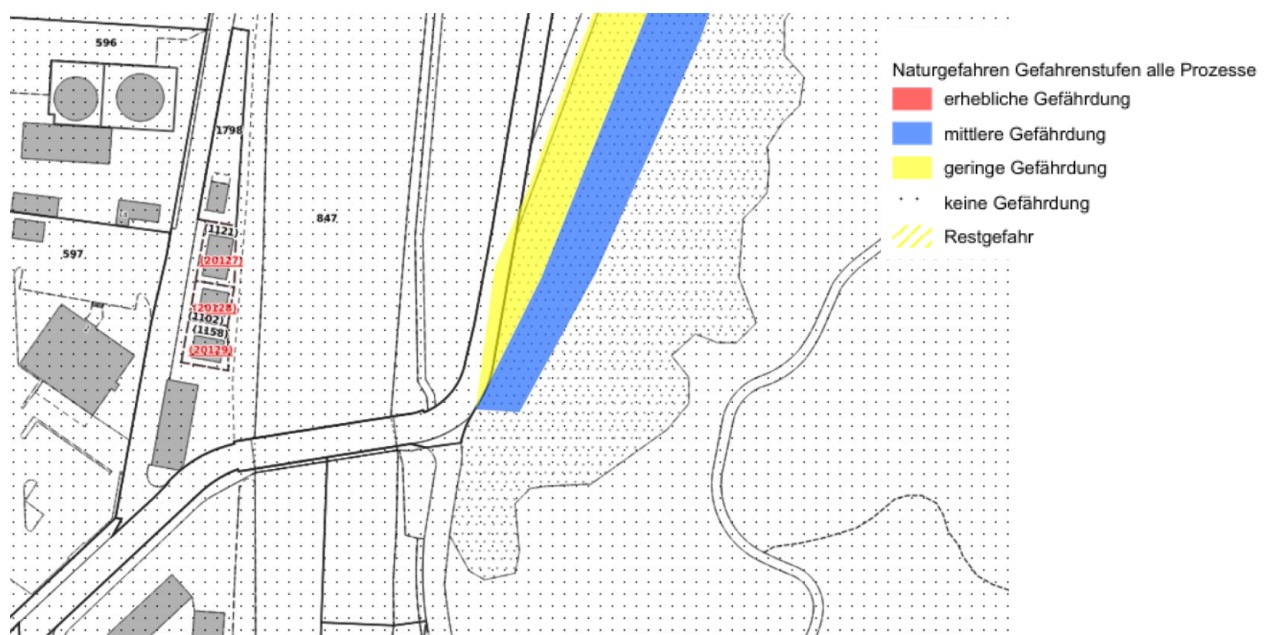 596
1798
847
(1121)
597
(20127)
(20128)
(1102)
(1158)
(20129)
Naturgefahren Gefahrenstufen alle Prozesse
erhebliche Gefährdung
mittlere Gefährdung
geringe Gefährdung
keine Gefährdung
Restgefahr